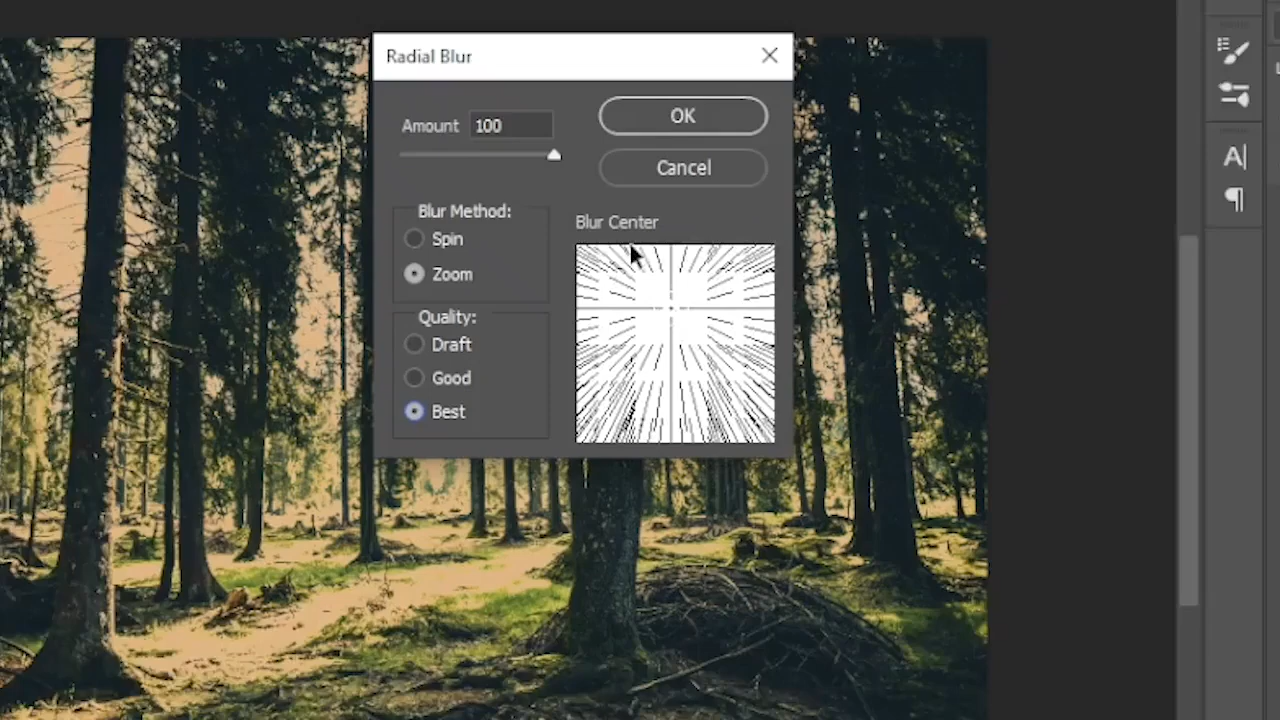 Radial Blur
Amount 100
OK
Cancel
Blur Method:
Spin
Zoom
Blur Center
Quality:
Draft
Good
Best
A